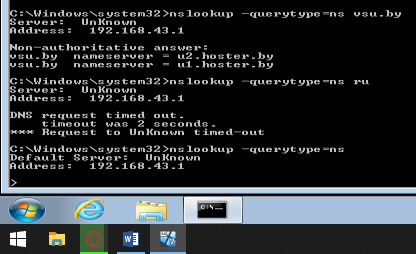 C:\Windows\system32>nslookup -querytype=ns vsu.by
Server:  UnKnown
Address:  192.168.43.1
Non-authoritative answer:
vsu.by  nameserver = u2.hoster.by
vsu.by  nameserver = u1.hoster.by
C:\Windows\system32>nslookup -querytype=ns ru
Server:  UnKnown
Address:  192.168.43.1
DNS request timed out.
    timeout was 2 seconds.
*** Request to UnKnown timed-out
C:\Windows\system32>nslookup -querytype=ns
Default Server:  UnKnown
Address:  192.168.43.1
>